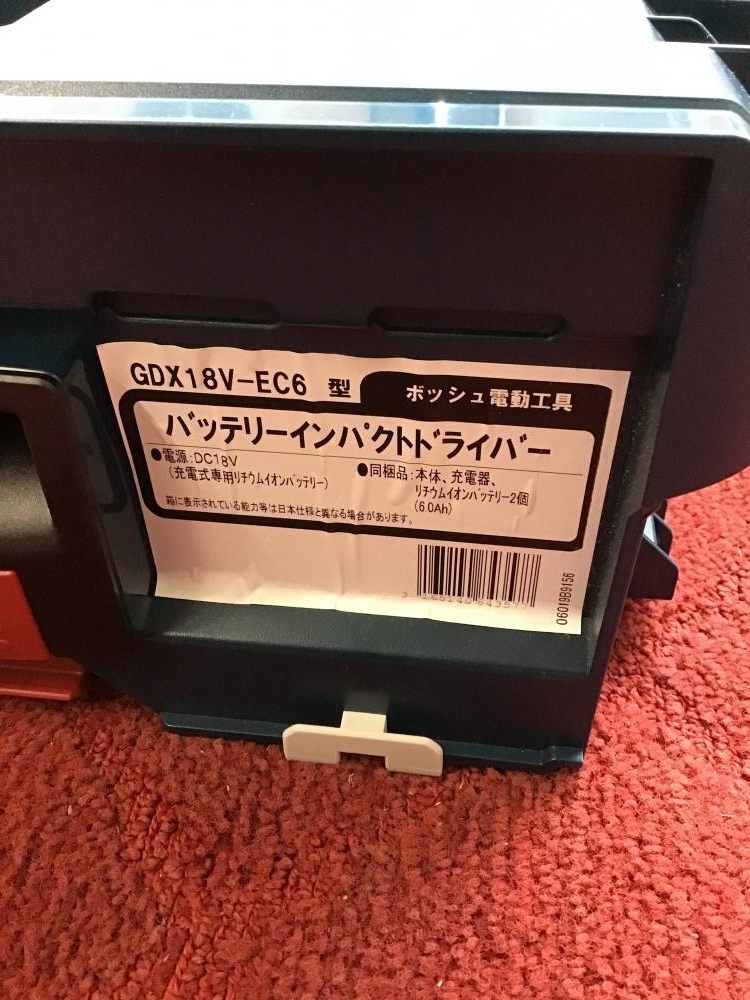 GDX18V-EC6 型
ボッシュ電動工具
バッテリーインパクトドライバー
●電源:DC18V
(充電式専用リチウムイオンバッテリー)
●同梱品:本体、充電器、
リチウムイオンバッテリー2個
(6.0Ah)
箱に表示されている能力等は日本仕様と異なる場合があります。
06019B9156